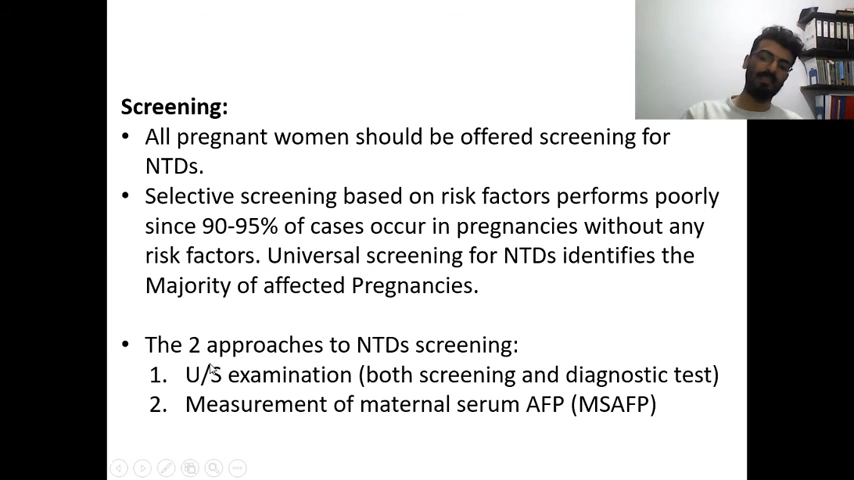 Screening:
• All pregnant women should be offered screening for
NTDs.
• Selective screening based on risk factors performs poorly
since 90-95% of cases occur in pregnancies without any
risk factors. Universal screening for NTDs identifies the
Majority of affected Pregnancies.
• The 2 approaches to NTDs screening:
1. U/S examination (both screening and diagnostic test)
2. Measurement of maternal serum AFP (MSAFP)